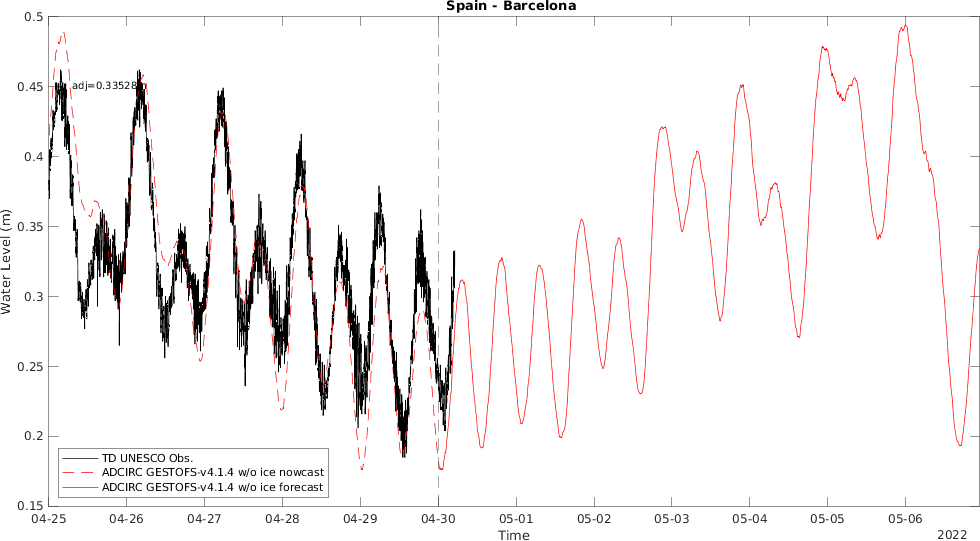 Spain - Barcelona
0.5
0.45
0.4
0.35
0.3
0.25
0.2
0.15
Water Level (m)
adj=0.33528
TD UNESCO Obs.
ADCIRC GESTOFS-v4.1.4 w/o ice nowcast
ADCIRC GESTOFS-v4.1.4 w/o ice forecast
04-25 04-26 04-27 04-28 04-29 04-30 05-01 05-02 05-03 05-04 05-05 05-06
Time
2022